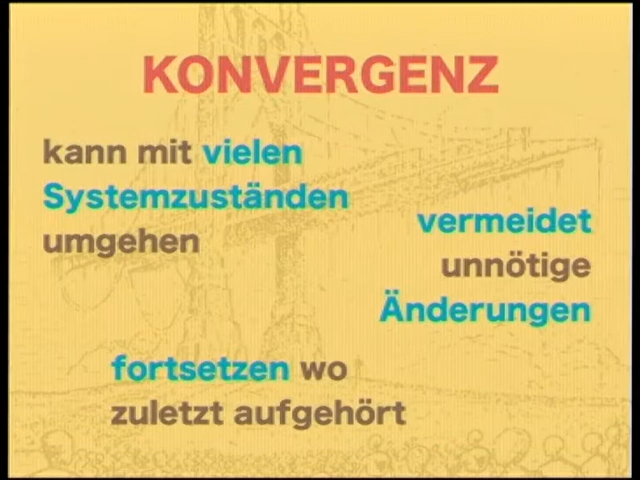 KONVERGENZ
kann mit vielen
Systemzuständen
umgehen
vermeidet
unnötige
Änderungen
fortsetzen wo
zuletzt aufgehört